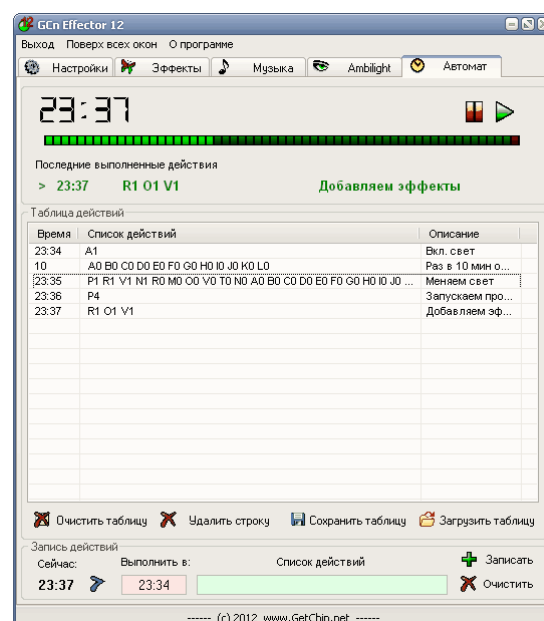 GCn Effector 12
Выход Поверх всех окон О программе
Настройки Эффекты Музыка Ambilight Автомат
23:37
Последние выполненные действия
> 23:37 R1 O1 V1 Добавляем эффекты
Таблица действий
Время Список действий Описание
23:34 A1 Вкл. свет
10 A0 B0 C0 D0 E0 F0 G0 H0 I0 J0 K0 L0 Раз в 10 мин о...
23:35 P1 R1 V1 N1 R0 M0 O0 V0 T0 N0 A0 B0 C0 D0 E0 F0 G0 H0 I0 J0 ... Меняем свет
23:36 P4 Запускаем про...
23:37 R1 O1 V1 Добавляем эф...
Очистить таблицу Удалить строку Сохранить таблицу Загрузить таблицу
Запись действий
Сейчас: Выполнить в: Список действий Записать
23:37 23:34 Очистить
------ (c) 2012 www.GetChip.net ------